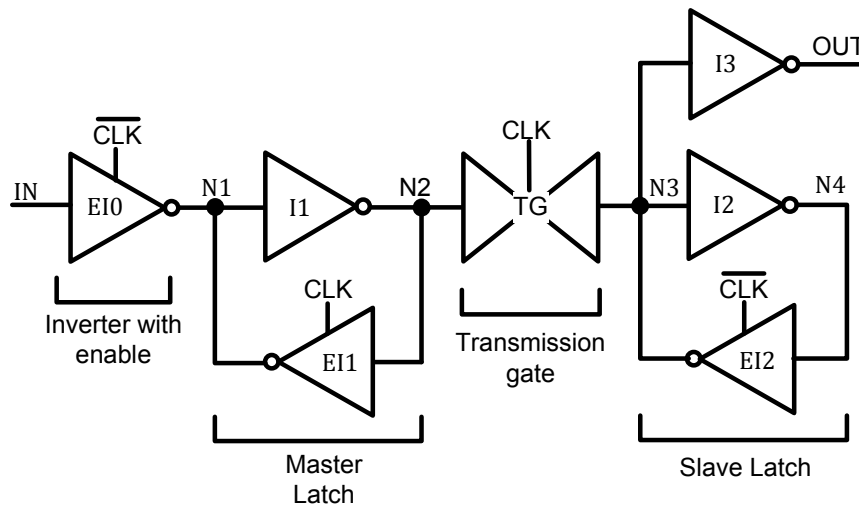 OUT
I3
CLK
CLK
IN
EI0
N1
I1
N2
TG
N3
I2
N4
CLK
EI1
CLK
EI2
Inverter with
enable
Transmission
gate
Master
Latch
Slave Latch